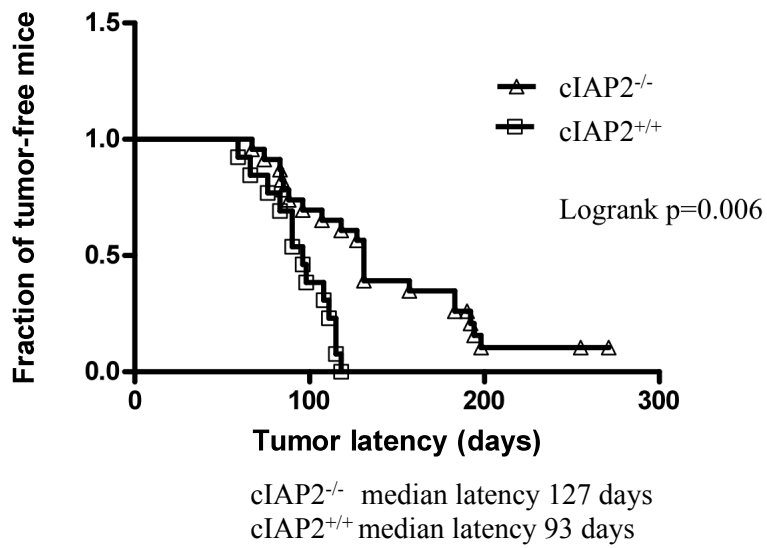 Fraction of tumor-free mice
1.5
1.0
0.5
0.0
0
100
200
300
Tumor latency (days)
cIAP2-/-
cIAP2+/+
Logrank p=0.006
cIAP2-/- median latency 127 days
cIAP2+/+ median latency 93 days